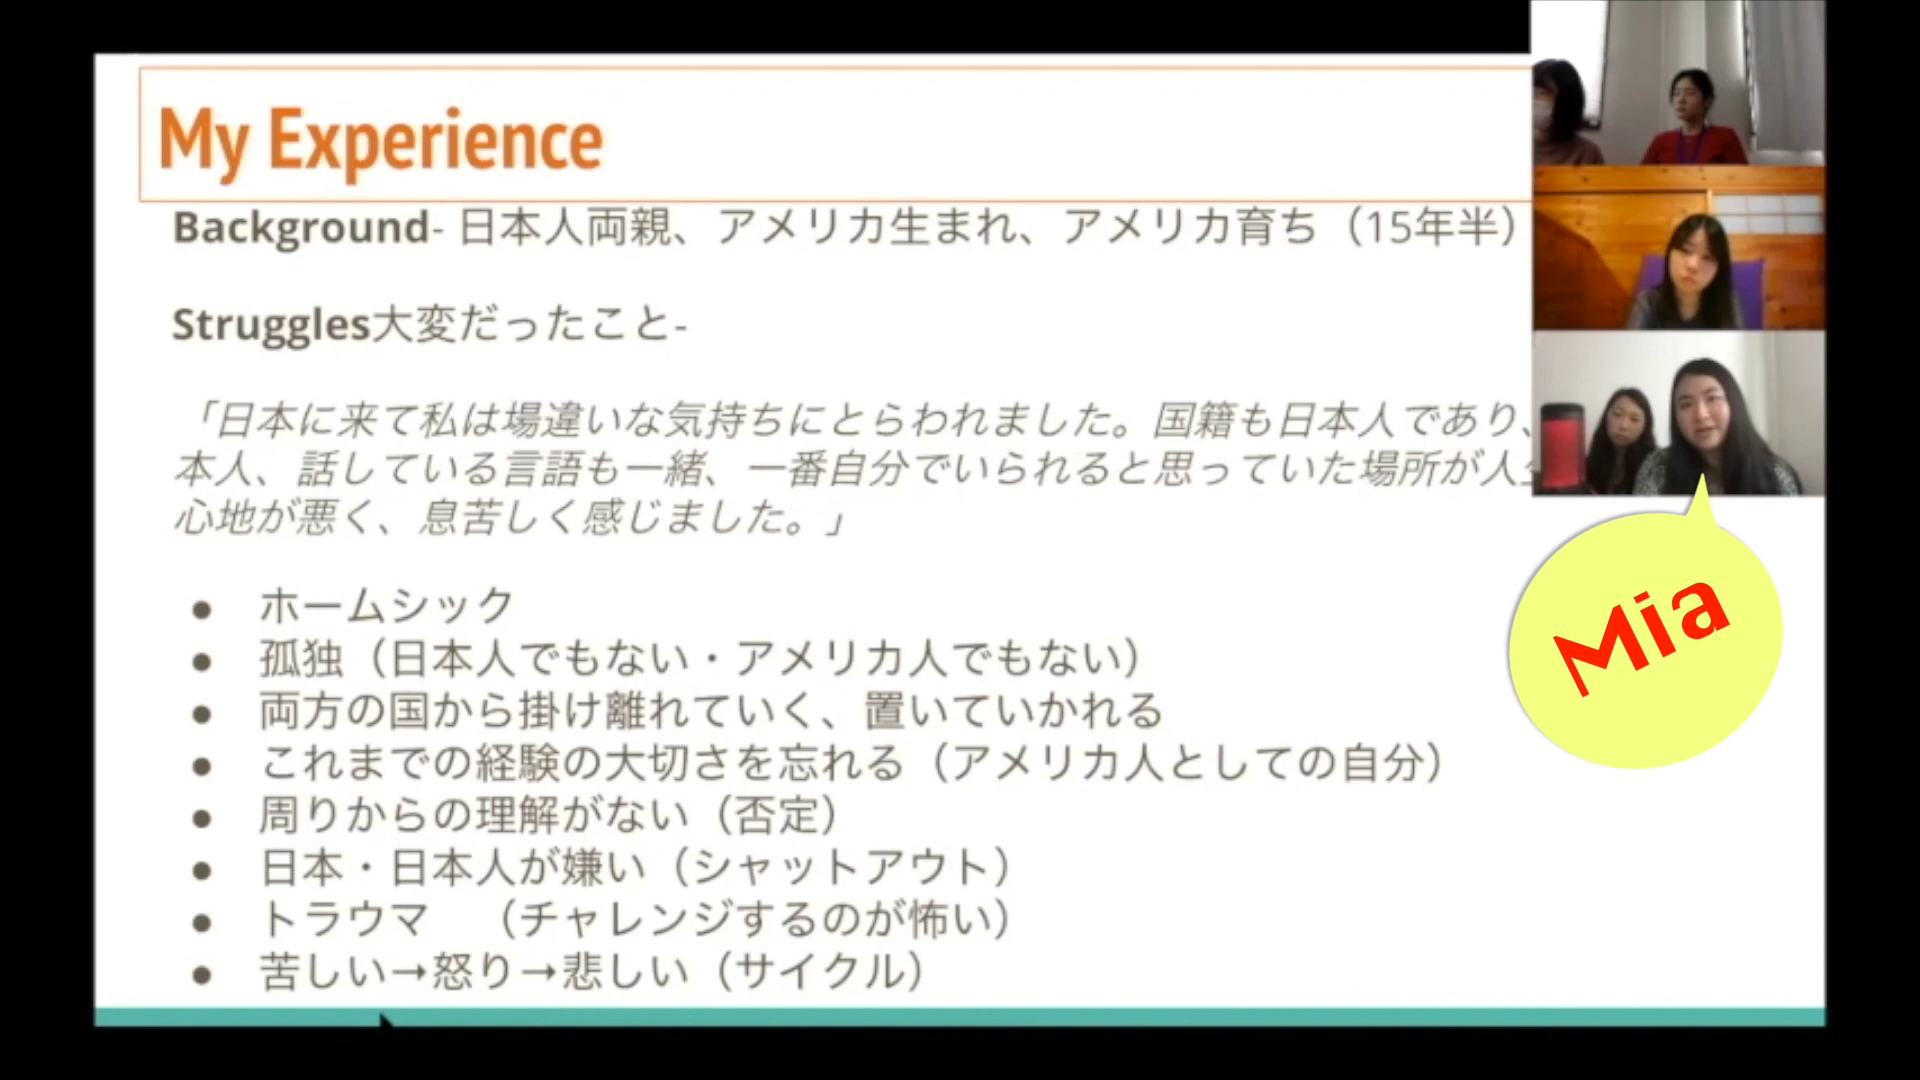 My Experience
Background- 日本人両親、アメリカ生まれ、アメリカ育ち（15年半）
Struggles大変だったこと-
「日本に来て私は場違いな気持ちにとらわれました。国籍も日本人であり、
本人、話している言語も一緒、一番自分でいられると思っていた場所が人
心地が悪く、息苦しく感じました。」
● ホームシック
● 孤独（日本人でもない・アメリカ人でもない）
● 両方の国から掛け離れていく、置いていかれる
● これまでの経験の大切さを忘れる（アメリカ人としての自分）
● 周りからの理解がない（否定）
● 日本・日本人が嫌い（シャットアウト）
● トラウマ （チャレンジするのが怖い）
● 苦しい→怒り→悲しい（サイクル）
Mia